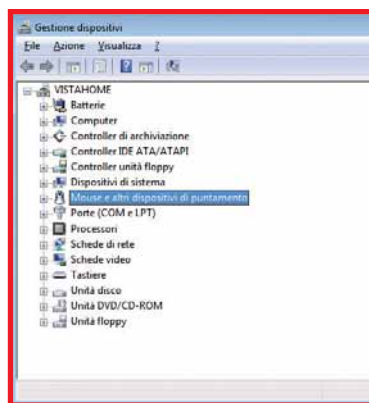 Gestione dispositivi
File Azione Visualizza ?
VISTAHOME
Batterie
Computer
Controller di archiviazione
Controller IDE ATA/ATAPI
Controller unità floppy
Dispositivi di sistema
Mouse e altri dispositivi di puntamento
Porte (COM e LPT)
Processori
Schede di rete
Schede video
Tastiere
Unità disco
Unità DVD/CD-ROM
Unità floppy